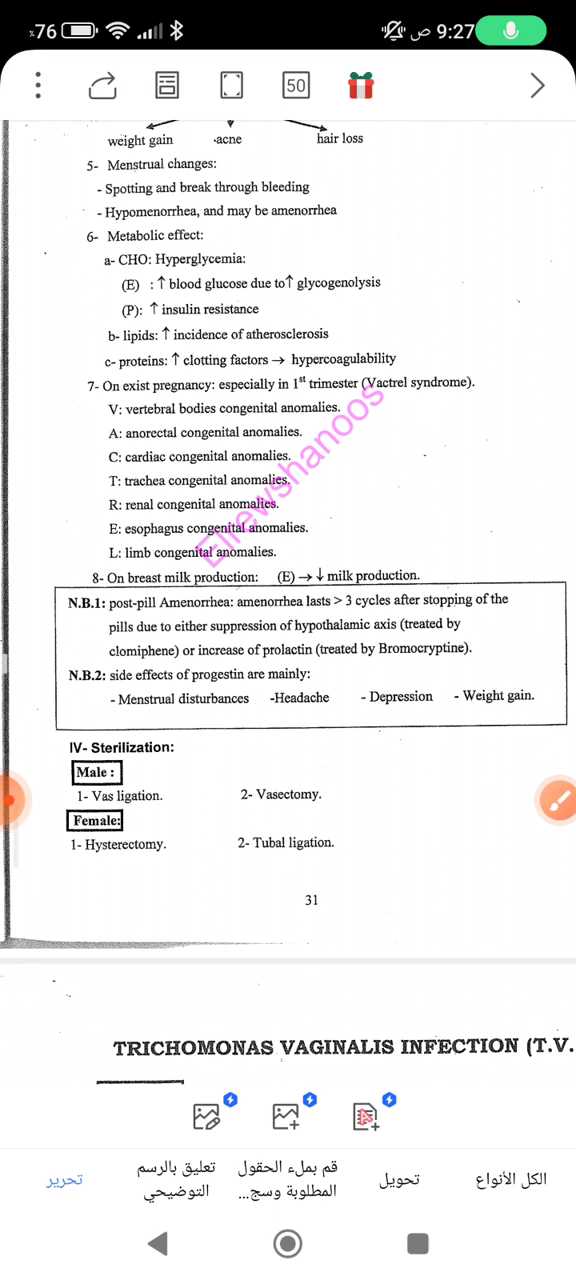 ٪76
9:27 ص
50
weight gain -acne hair loss
5- Menstrual changes:
- Spotting and break through bleeding
- Hypomenorrhea, and may be amenorrhea
6- Metabolic effect:
a- CHO: Hyperglycemia:
(E) : ↑ blood glucose due to↑ glycogenolysis
(P): ↑ insulin resistance
b- lipids: ↑ incidence of atherosclerosis
c- proteins: ↑ clotting factors → hypercoagulability
7- On exist pregnancy: especially in 1st trimester (Vactrel syndrome).
V: vertebral bodies congenital anomalies.
A: anorectal congenital anomalies.
C: cardiac congenital anomalies.
T: trachea congenital anomalies.
R: renal congenital anomalies.
E: esophagus congenital anomalies.
L: limb congenital anomalies.
Elrewshanoos
8- On breast milk production: (E) → ↓ milk production.
N.B.1: post-pill Amenorrhea: amenorrhea lasts > 3 cycles after stopping of the
pills due to either suppression of hypothalamic axis (treated by
clomiphene) or increase of prolactin (treated by Bromocryptine).
N.B.2: side effects of progestin are mainly:
- Menstrual disturbances -Headache - Depression - Weight gain.
IV- Sterilization:
Male :
1- Vas ligation. 2- Vasectomy.
Female:
1- Hysterectomy. 2- Tubal ligation.
31
TRICHOMONAS VAGINALIS INFECTION (T.V.
الكل الأنواع
تحويل
قم بملء الحقول
المطلوبة وسج...
تعليق بالرسم
التوضيحي
تحرير